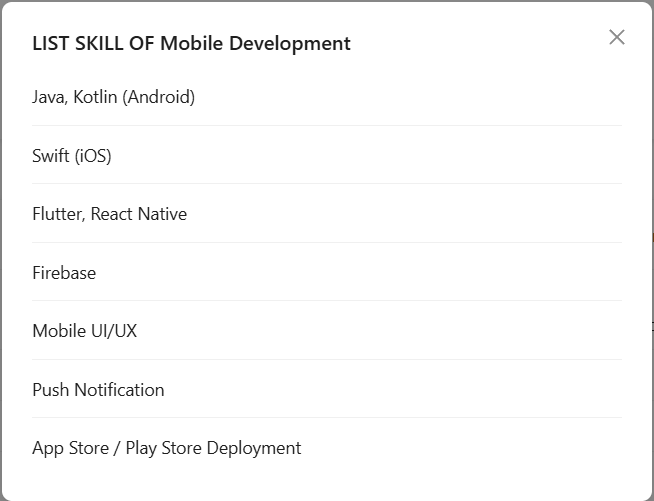 LIST SKILL OF Mobile Development
Java, Kotlin (Android)
Swift (iOS)
Flutter, React Native
Firebase
Mobile UI/UX
Push Notification
App Store / Play Store Deployment